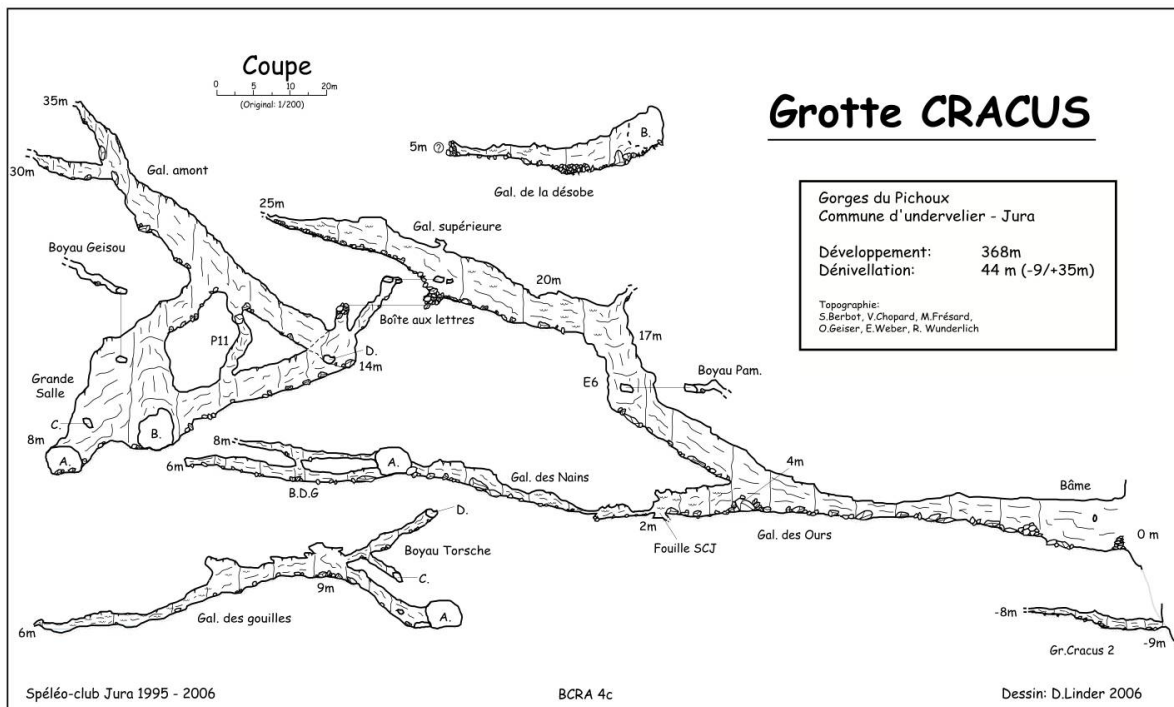 Coupe
0 5 10 20m
(Original: 1/200)
Grotte CRACUS
Gorges du Pichoux
Commune d'undervelier - Jura
Développement: 368m
Dénivellation: 44 m (-9/+35m)
Topographie:
S.Berbot, V.Chopard, M.Frésard,
O.Geiser, E.Weber, R. Wunderlich
35m
30m
Gal. amont
5m ?
B.
Gal. de la désobe
25m
Gal. supérieure
Boyau Geisou
20m
Boîte aux lettres
P11
17m
D.
14m
Grande
Salle
E6
Boyau Pam.
C.
B.
8m
A.
8m
6m
A.
B.D.G
Gal. des Nains
4m
Bâme
2m
Fouille SCJ
Gal. des Ours
0 m
D.
Boyau Torsche
C.
9m
6m
Gal. des gouilles
A.
-8m
-9m
Gr.Cracus 2
Spéléo-club Jura 1995 - 2006
BCRA 4c
Dessin: D.Linder 2006